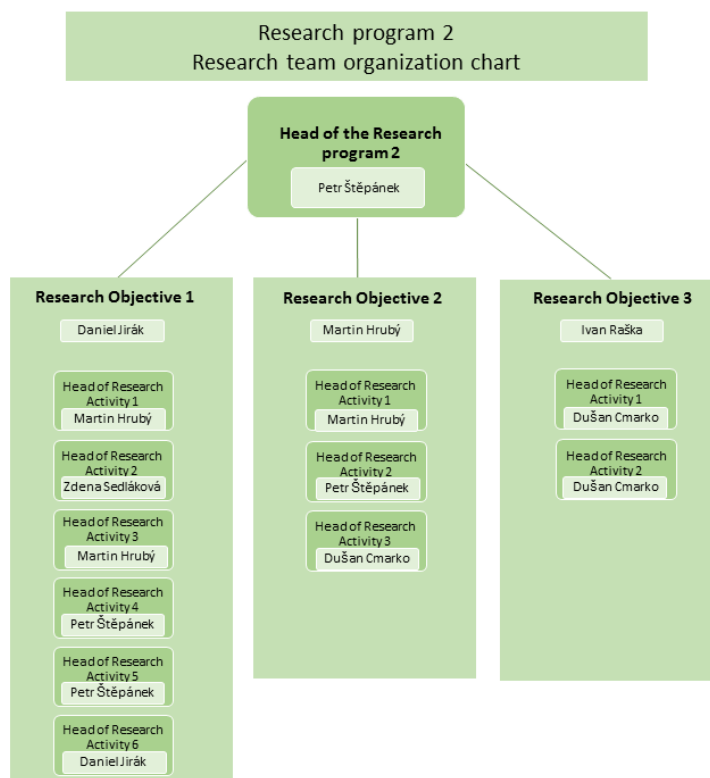 Research program 2
Research team organization chart
Head of the Research
program 2
Petr Štěpánek
Research Objective 1
Daniel Jirák
Head of Research
Activity 1
Martin Hrubý
Head of Research
Activity 2
Zdena Sedláková
Head of Research
Activity 3
Martin Hrubý
Head of Research
Activity 4
Petr Štěpánek
Head of Research
Activity 5
Petr Štěpánek
Head of Research
Activity 6
Daniel Jirák
Research Objective 2
Martin Hrubý
Head of Research
Activity 1
Martin Hrubý
Head of Research
Activity 2
Petr Štěpánek
Head of Research
Activity 3
Dušan Cmarko
Research Objective 3
Ivan Raška
Head of Research
Activity 1
Dušan Cmarko
Head of Research
Activity 2
Dušan Cmarko